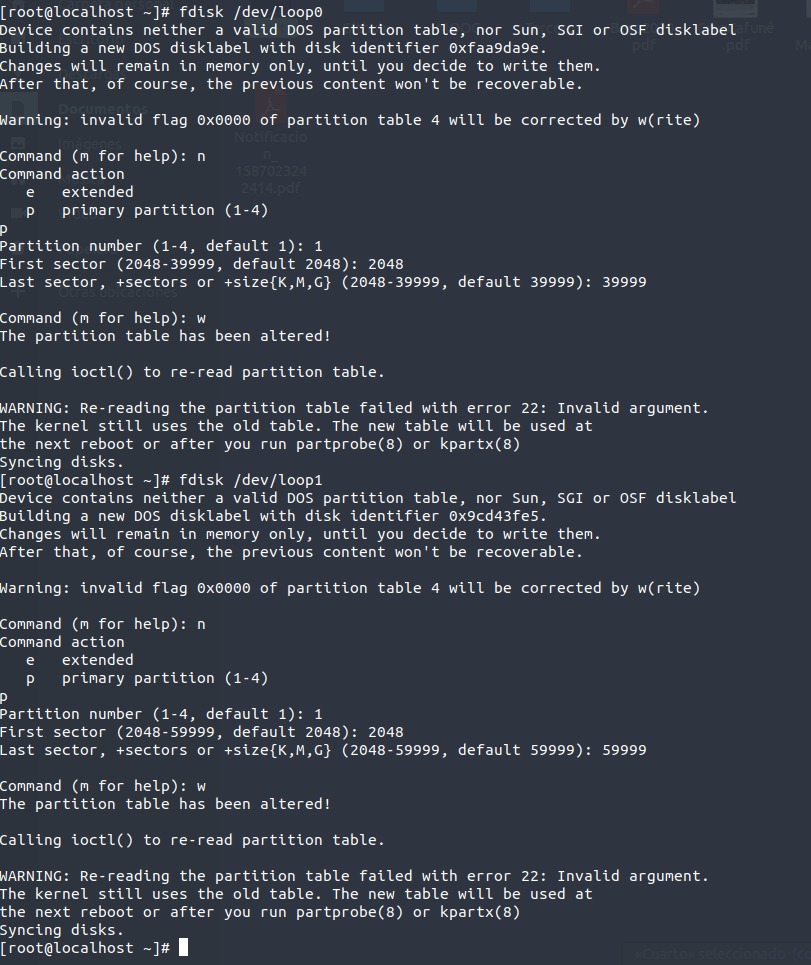 [root@localhost ~]# fdisk /dev/loop0
Device contains neither a valid DOS partition table, nor Sun, SGI or OSF disklabel
Building a new DOS disklabel with disk identifier 0xfaa9da9e.
Changes will remain in memory only, until you decide to write them.
After that, of course, the previous content won't be recoverable.
Warning: invalid flag 0x0000 of partition table 4 will be corrected by w(rite)
Command (m for help): n
Command action
e   extended
p   primary partition (1-4)
p
Partition number (1-4, default 1): 1
First sector (2048-39999, default 2048): 2048
Last sector, +sectors or +size{K,M,G} (2048-39999, default 39999): 39999
Command (m for help): w
The partition table has been altered!
Calling ioctl() to re-read partition table.
WARNING: Re-reading the partition table failed with error 22: Invalid argument.
The kernel still uses the old table. The new table will be used at
the next reboot or after you run partprobe(8) or kpartx(8)
Syncing disks.
[root@localhost ~]# fdisk /dev/loop1
Device contains neither a valid DOS partition table, nor Sun, SGI or OSF disklabel
Building a new DOS disklabel with disk identifier 0x9cd43fe5.
Changes will remain in memory only, until you decide to write them.
After that, of course, the previous content won't be recoverable.
Warning: invalid flag 0x0000 of partition table 4 will be corrected by w(rite)
Command (m for help): n
Command action
e   extended
p   primary partition (1-4)
p
Partition number (1-4, default 1): 1
First sector (2048-59999, default 2048): 2048
Last sector, +sectors or +size{K,M,G} (2048-59999, default 59999): 59999
Command (m for help): w
The partition table has been altered!
Calling ioctl() to re-read partition table.
WARNING: Re-reading the partition table failed with error 22: Invalid argument.
The kernel still uses the old table. The new table will be used at
the next reboot or after you run partprobe(8) or kpartx(8)
Syncing disks.
[root@localhost ~]#
Documentos
Imágenes
Notificacio
n_
158702324
2414.pdf
.pdf
.pdf
Otras ubicaciones